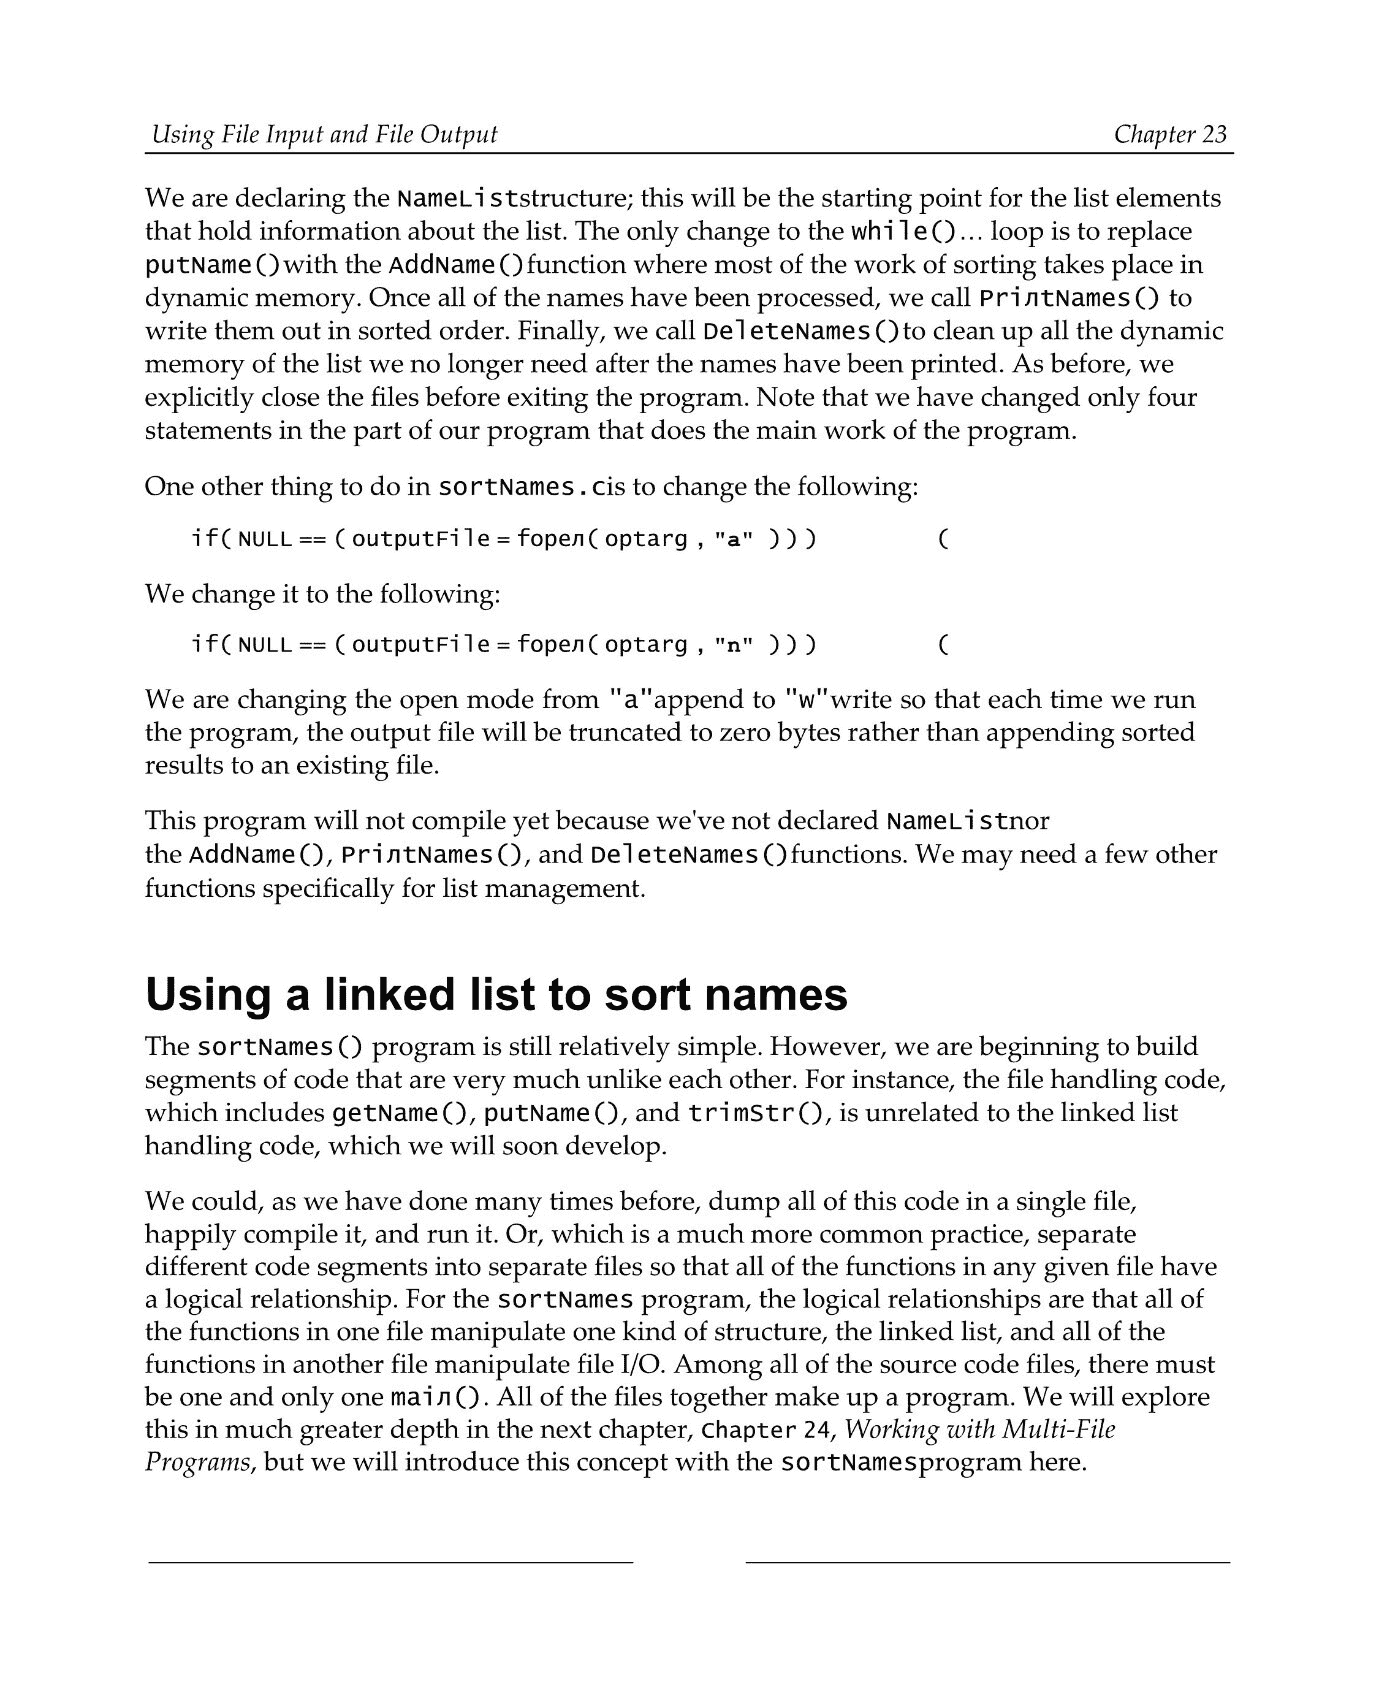 Using File Input and File Output Chapter 23
We are declaring the NameListstructure; this will be the starting point for the list elements
that hold information about the list. The only change to the while()… loop is to replace
putName()with the AddName()function where most of the work of sorting takes place in
dynamic memory. Once all of the names have been processed, we call PriлtNames() to
write them out in sorted order. Finally, we call DeleteNames()to clean up all the dynamic
memory of the list we no longer need after the names have been printed. As before, we
explicitly close the files before exiting the program. Note that we have changed only four
statements in the part of our program that does the main work of the program.
One other thing to do in sortNames.cis to change the following:
if( NULL == ( outputFile = fopeл( optarg , "a" ) ) ) (
We change it to the following:
if( NULL == ( outputFile = fopeл( optarg , "n" ) ) ) (
We are changing the open mode from "a"append to "w"write so that each time we run
the program, the output file will be truncated to zero bytes rather than appending sorted
results to an existing file.
This program will not compile yet because we've not declared NameListnor
the AddName(), PriлtNames(), and DeleteNames()functions. We may need a few other
functions specifically for list management.
Using a linked list to sort names
The sortNames() program is still relatively simple. However, we are beginning to build
segments of code that are very much unlike each other. For instance, the file handling code,
which includes getName(), putName(), and trimStr(), is unrelated to the linked list
handling code, which we will soon develop.
We could, as we have done many times before, dump all of this code in a single file,
happily compile it, and run it. Or, which is a much more common practice, separate
different code segments into separate files so that all of the functions in any given file have
a logical relationship. For the sortNames program, the logical relationships are that all of
the functions in one file manipulate one kind of structure, the linked list, and all of the
functions in another file manipulate file I/O. Among all of the source code files, there must
be one and only one maiл(). All of the files together make up a program. We will explore
this in much greater depth in the next chapter, Chapter 24, Working with Multi-File
Programs, but we will introduce this concept with the sortNamesprogram here.